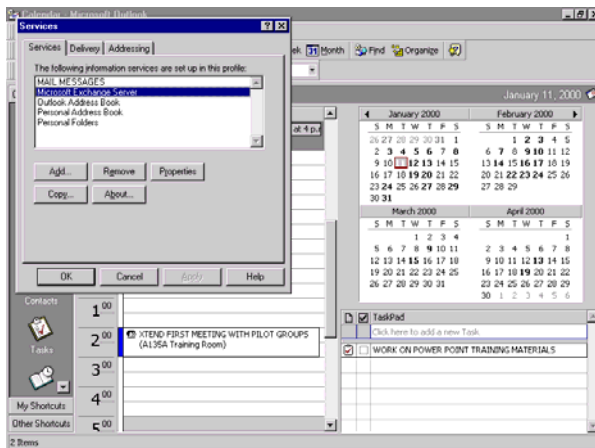 Calendar - Microsoft Outlook
Services
Services Delivery Addressing
The following information services are set up in this profile:
MAIL MESSAGES
Microsoft Exchange Server
Outlook Address Book
Personal Address Book
Personal Folders
Add... Remove Properties
Copy... About...
OK Cancel Apply Help
ek 31 Month Find Organize
January 11, 2000
at 4 p.
January 2000 February 2000
S M T W T F S S M T W T F S
26 27 28 29 30 31 1 1 2 3 4 5
2 3 4 5 6 7 8 6 7 8 9 10 11 12
9 10 11 12 13 14 15 13 14 15 16 17 18 19
16 17 18 19 20 21 22 20 21 22 23 24 25 26
23 24 25 26 27 28 29 27 28 29
30 31
March 2000 April 2000
S M T W T F S S M T W T F S
1 2 3 4 1
5 6 7 8 9 10 11 2 3 4 5 6 7 8
12 13 14 15 16 17 18 9 10 11 12 13 14 15
19 20 21 22 23 24 25 16 17 18 19 20 21 22
26 27 28 29 30 31 23 24 25 26 27 28 29
30 1 2 3 4 5 6
Contacts
Tasks
My Shortcuts
Other Shortcuts
1 00
2 00 XTEND FIRST MEETING WITH PILOT GROUPS
(A135A Training Room)
3 00
4 00
5 00
TaskPad
Click here to add a new Task
WORK ON POWER POINT TRAINING MATERIALS
2 Items